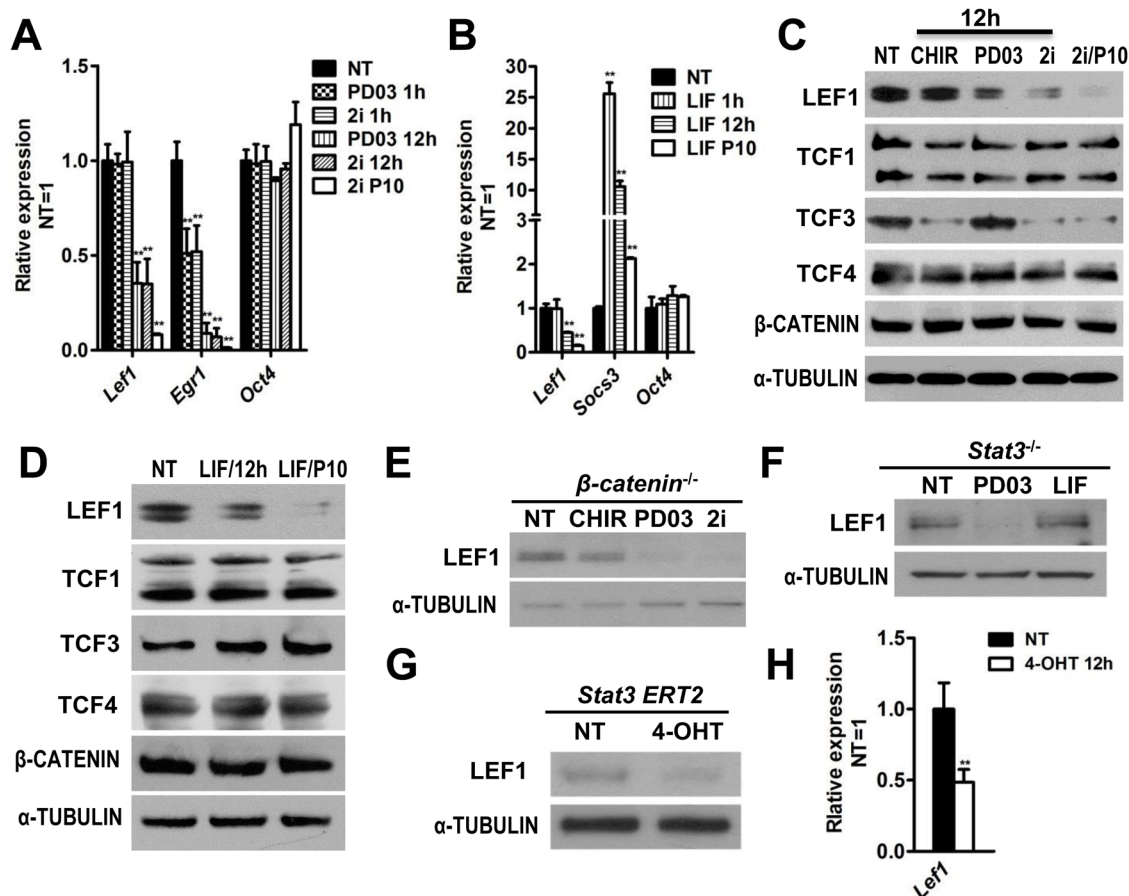 A
Rlative expression
NT=1
1.5
1.0
0.5
0.0
NT
PD03 1h
2i 1h
PD03 12h
2i 12h
2i P10
** **
** **
** **
** **
**
**
Lef1
Egr1
Oct4
B
Rlative expression
NT=1
30
25
20
15
10
3
2
1
0
NT
LIF 1h
LIF 12h
LIF P10
**
**
**
**
**
Lef1
Socs3
Oct4
C
12h
NT CHIR PD03 2i 2i/P10
LEF1
TCF1
TCF3
TCF4
β-CATENIN
α-TUBULIN
D
NT LIF/12h LIF/P10
LEF1
TCF1
TCF3
TCF4
β-CATENIN
α-TUBULIN
E
β-catenin-/-
NT CHIR PD03 2i
LEF1
α-TUBULIN
F
Stat3-/-
NT PD03 LIF
LEF1
α-TUBULIN
G
Stat3 ERT2
NT 4-OHT
LEF1
α-TUBULIN
H
Rlative expression
NT=1
1.5
1.0
0.5
0.0
NT
4-OHT 12h
**
Lef1